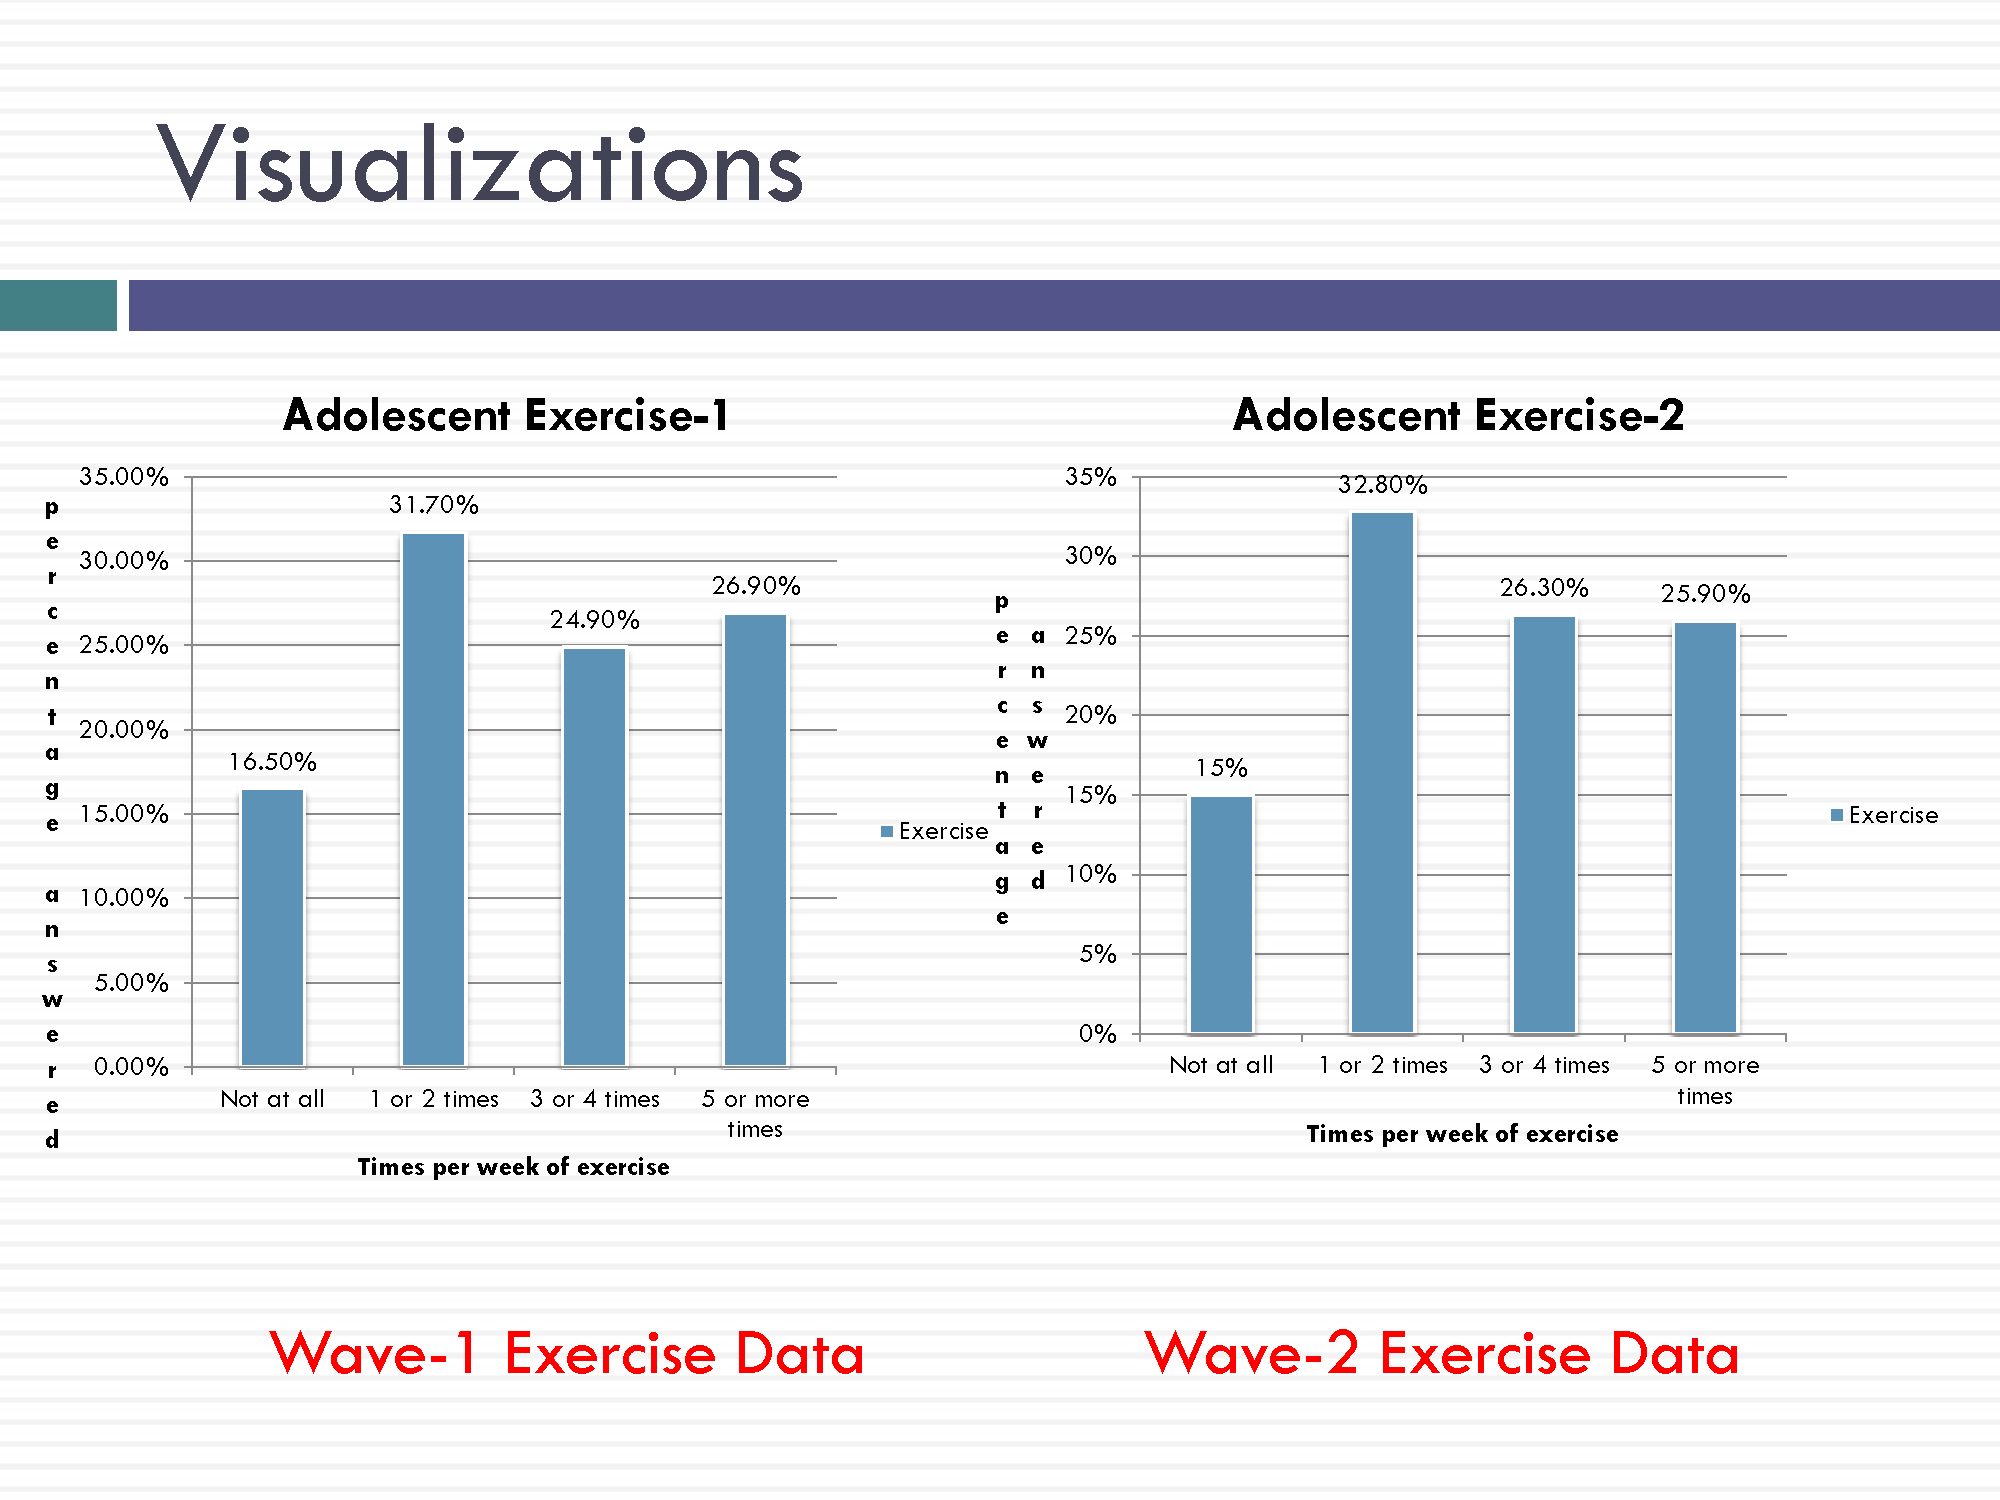 Visualizations
Adolescent Exercise-1
percentage answered
35.00%
30.00%
25.00%
20.00%
15.00%
10.00%
5.00%
0.00%
16.50%
31.70%
24.90%
26.90%
Not at all
1 or 2 times
3 or 4 times
5 or more
times
Times per week of exercise
Exercise
Adolescent Exercise-2
percentage
answered
35%
30%
25%
20%
15%
10%
5%
0%
15%
32.80%
26.30%
25.90%
Not at all
1 or 2 times
3 or 4 times
5 or more
times
Times per week of exercise
Exercise
Wave-1 Exercise Data
Wave-2 Exercise Data